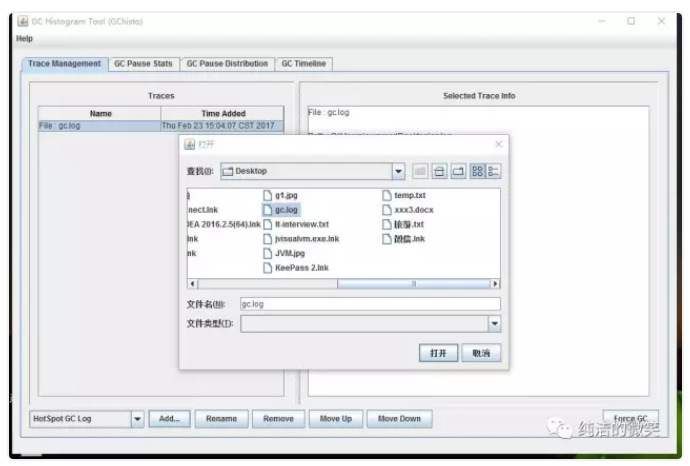 GC Histogram Tool (GChisto)
Help
Trace Management GC Pause Stats GC Pause Distribution GC Timeline
Traces
Selected Trace Info
Name Time Added
File : gc.log Thu Feb 23 15:04:07 CST 2017
File : gc.log
打开
查找(I): Desktop
g1.jpg temp.txt
nect.lnk gc.log xxx3.docx
IEA 2016.2.5(64).lnk it-interview.txt
lnk jvisualvm.exe.lnk 微信.lnk
nk JVM.jpg
KeePass 2.lnk
文件名(N): gc.log
文件类型(T):
打开 取消
HotSpot GC Log Add... Rename Remove Move Up Move Down Force GC
纯洁的微笑